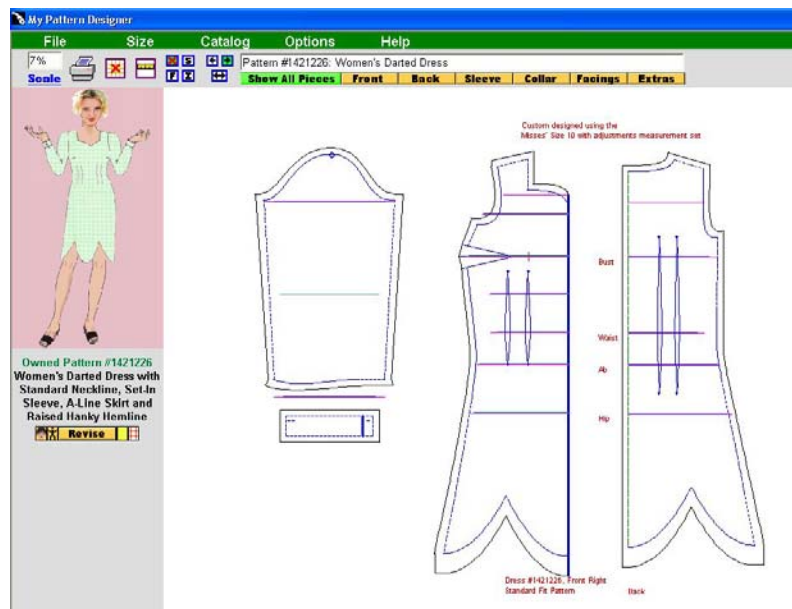 My Pattern Designer
File Size Catalog Options Help
7%
Scale
S
F
Pattern #1421226: Women's Darted Dress
Show All Pieces Front Back Sleeve Collar Facings Extras
Custom designed using the
Misses' Size 10 with adjustments measurement set
Bust
Waist
Ab
Hip
Owned Pattern #1421226
Women's Darted Dress with
Standard Neckline, Set-In
Sleeve, A-Line Skirt and
Raised Hanky Hemline
Revise
Dress #1421226, Front Right
Standard Fit Pattern
Back